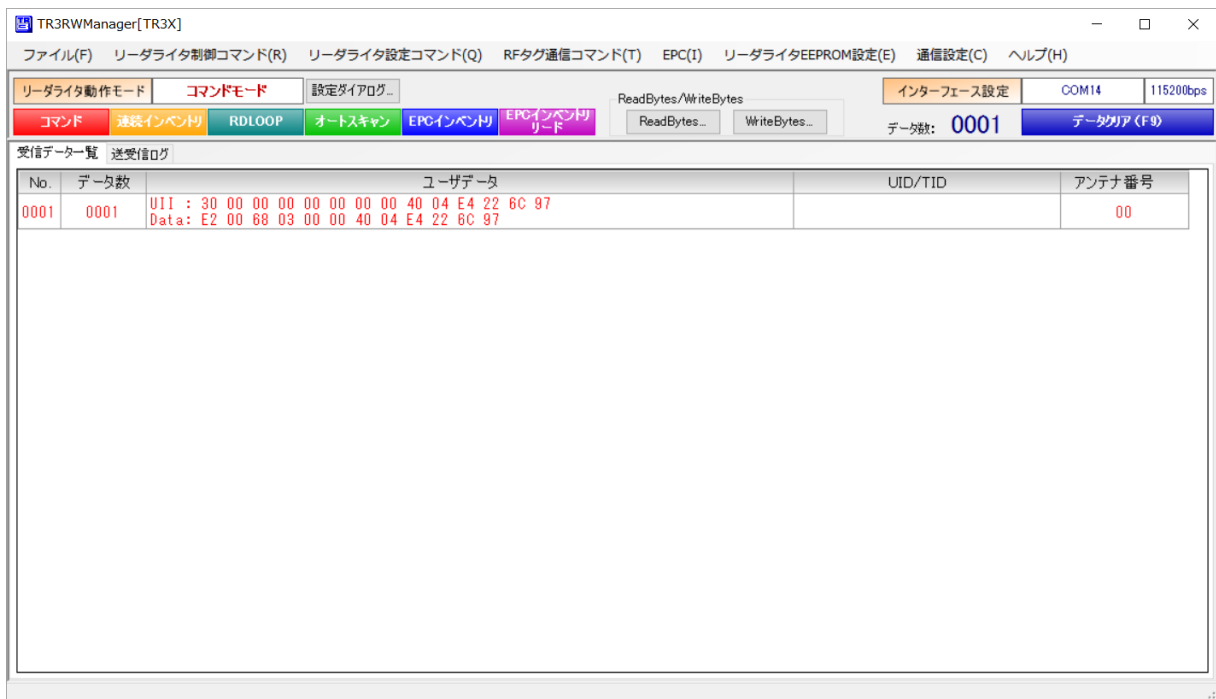 TR3RWManager[TR3X]
ファイル(F) リーダライタ制御コマンド(R) リーダライタ設定コマンド(Q) RFタグ通信コマンド(T) EPC(I) リーダライタEEPROM設定(E) 通信設定(C) ヘルプ(H)
リーダライタ動作モード コマンドモード 設定ダイアログ... インターフェース設定 COM14 115200bps
ReadBytes/WriteBytes
コマンド 連続インベントリ RDLOOP オートスキャン EPCインベントリ EPCインベントリ
リード
ReadBytes... WriteBytes... データ数: 0001 データクリア(F9)
受信データ一覧 送受信ログ
No. データ数 ユーザデータ UID/TID アンテナ番号
0001 0001 UII : 30 00 00 00 00 00 00 00 40 04 E4 22 6C 97 00
Data: E2 00 68 03 00 00 40 04 E4 22 6C 97